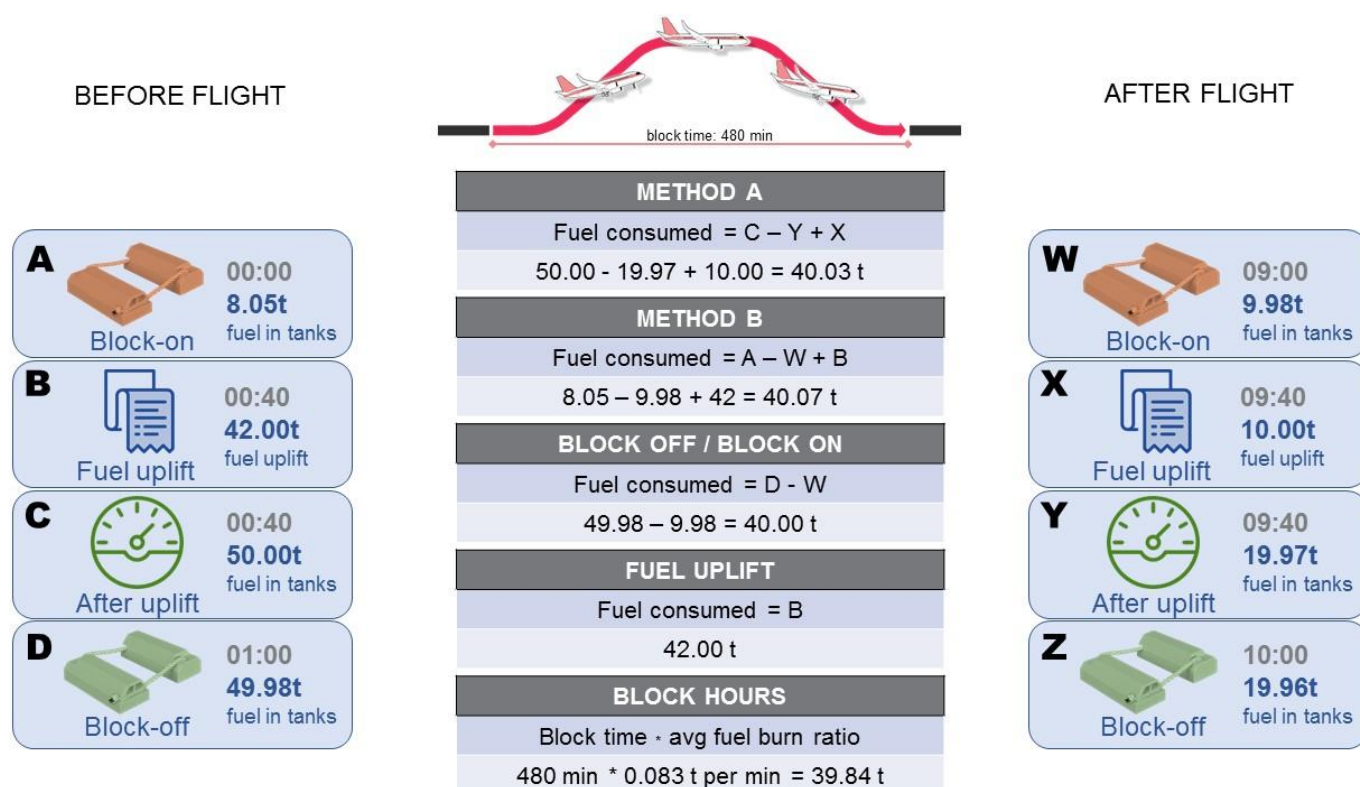 BEFORE FLIGHT
block time: 480 min
AFTER FLIGHT
A
00:00
8.05t
fuel in tanks
Block-on
B
00:40
42.00t
fuel uplift
Fuel uplift
C
00:40
50.00t
fuel in tanks
After uplift
D
01:00
49.98t
fuel in tanks
Block-off
METHOD A
Fuel consumed = C – Y + X
50.00 - 19.97 + 10.00 = 40.03 t
METHOD B
Fuel consumed = A – W + B
8.05 – 9.98 + 42 = 40.07 t
BLOCK OFF / BLOCK ON
Fuel consumed = D - W
49.98 – 9.98 = 40.00 t
FUEL UPLIFT
Fuel consumed = B
42.00 t
BLOCK HOURS
Block time * avg fuel burn ratio
480 min * 0.083 t per min = 39.84 t
W
09:00
9.98t
fuel in tanks
Block-on
X
09:40
10.00t
fuel uplift
Fuel uplift
Y
09:40
19.97t
fuel in tanks
After uplift
Z
10:00
19.96t
fuel in tanks
Block-off